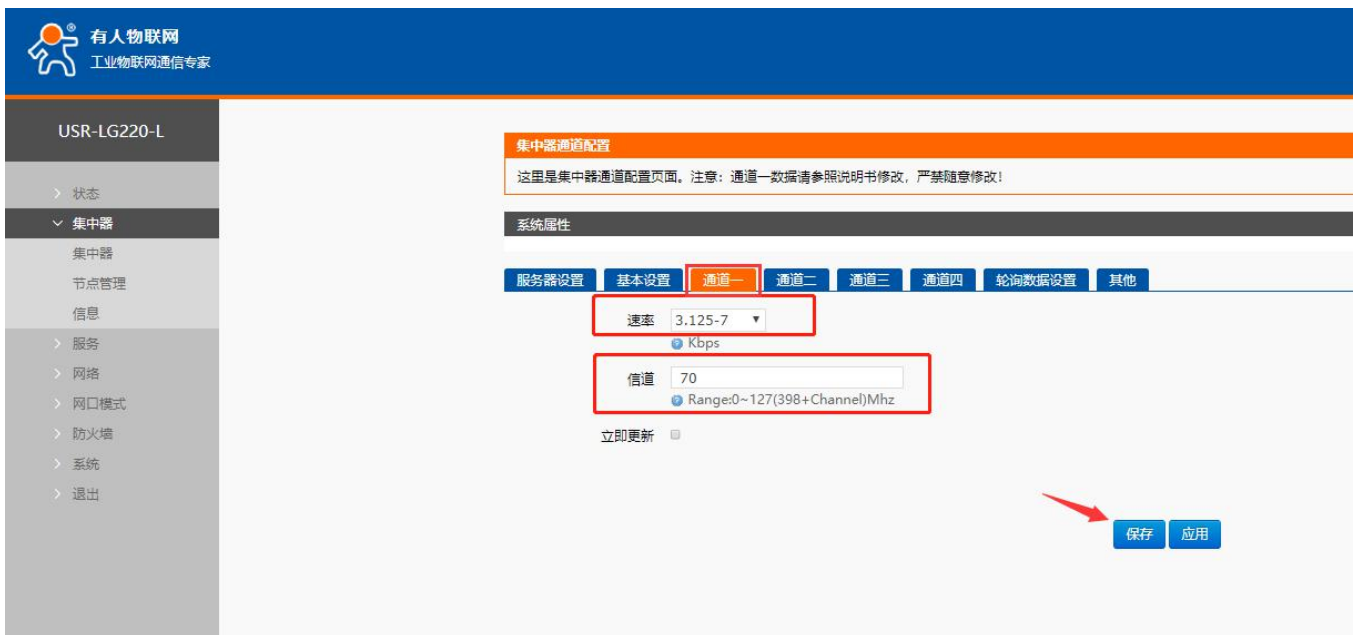 有人物联网
®
工业物联网通信专家
USR-LG220-L
状态
集中器
集中器
节点管理
信息
服务
网络
网口模式
防火墙
系统
退出
集中器通道配置
这里是集中器通道配置页面。注意：通道一数据请参照说明书修改，严禁随意修改!
系统属性
服务器设置 基本设置 通道一 通道二 通道三 通道四 轮询数据设置 其他
速率 3.125-7
Kbps
信道 70
Range:0~127(398+Channel)Mhz
立即更新
保存 应用